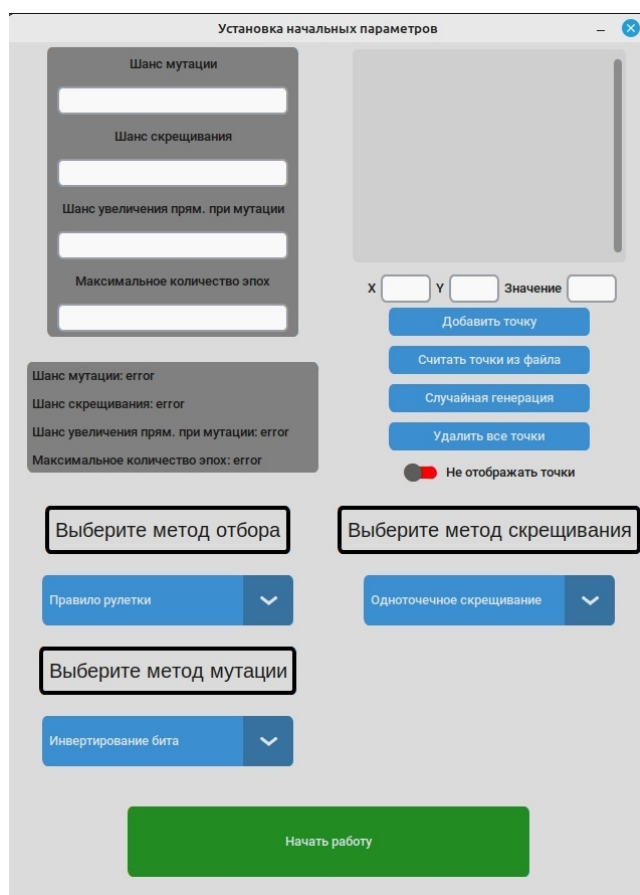 Установка начальных параметров
Шанс мутации
Шанс скрещивания
Шанс увеличения прям. при мутации
Максимальное количество эпох
X Y Значение
Добавить точку
Считать точки из файла
Случайная генерация
Удалить все точки
Не отображать точки
Шанс мутации: error
Шанс скрещивания: error
Шанс увеличения прям. при мутации: error
Максимальное количество эпох: error
Выберите метод отбора
Выберите метод скрещивания
Правило рулетки
Одноточечное скрещивание
Выберите метод мутации
Инвертирование бита
Начать работу